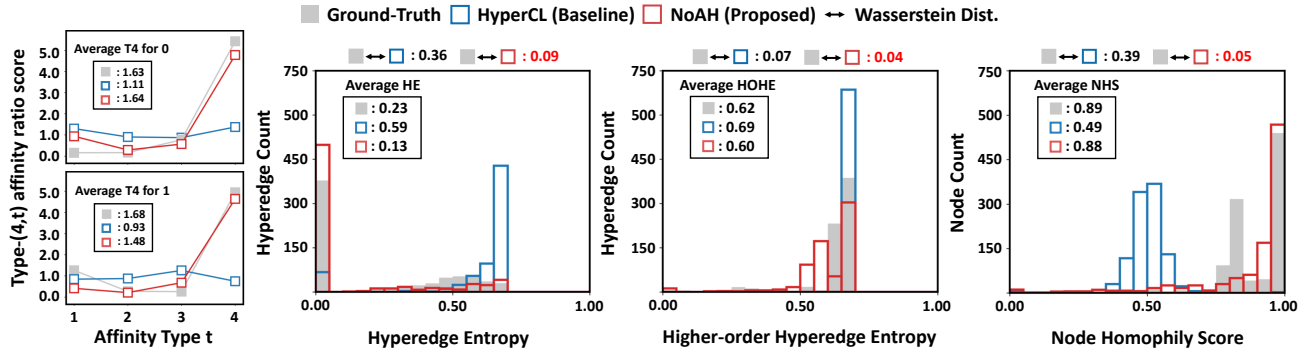 Ground-Truth HyperCL (Baseline) NoAH (Proposed) Wasserstein Dist.
Type-(4,t) affinity ratio score
5.0
4.0
3.0
2.0
1.0
0.0
Average T4 for 0
: 1.63
: 1.11
: 1.64
5.0
4.0
3.0
2.0
1.0
0.0
Average T4 for 1
: 1.68
: 0.93
: 1.48
1 2 3 4
Affinity Type t
: 0.36 : 0.09
Hyperedge Count
750
600
450
300
150
Average HE
: 0.23
: 0.59
: 0.13
0.00 0.50 1.00
Hyperedge Entropy
: 0.07 : 0.04
Hyperedge Count
750
600
450
300
150
Average HOHE
: 0.62
: 0.69
: 0.60
0.00 0.50 1.00
Higher-order Hyperedge Entropy
: 0.39 : 0.05
Node Count
750
600
450
300
150
Average NHS
: 0.89
: 0.49
: 0.88
0.00 0.50 1.00
Node Homophily Score